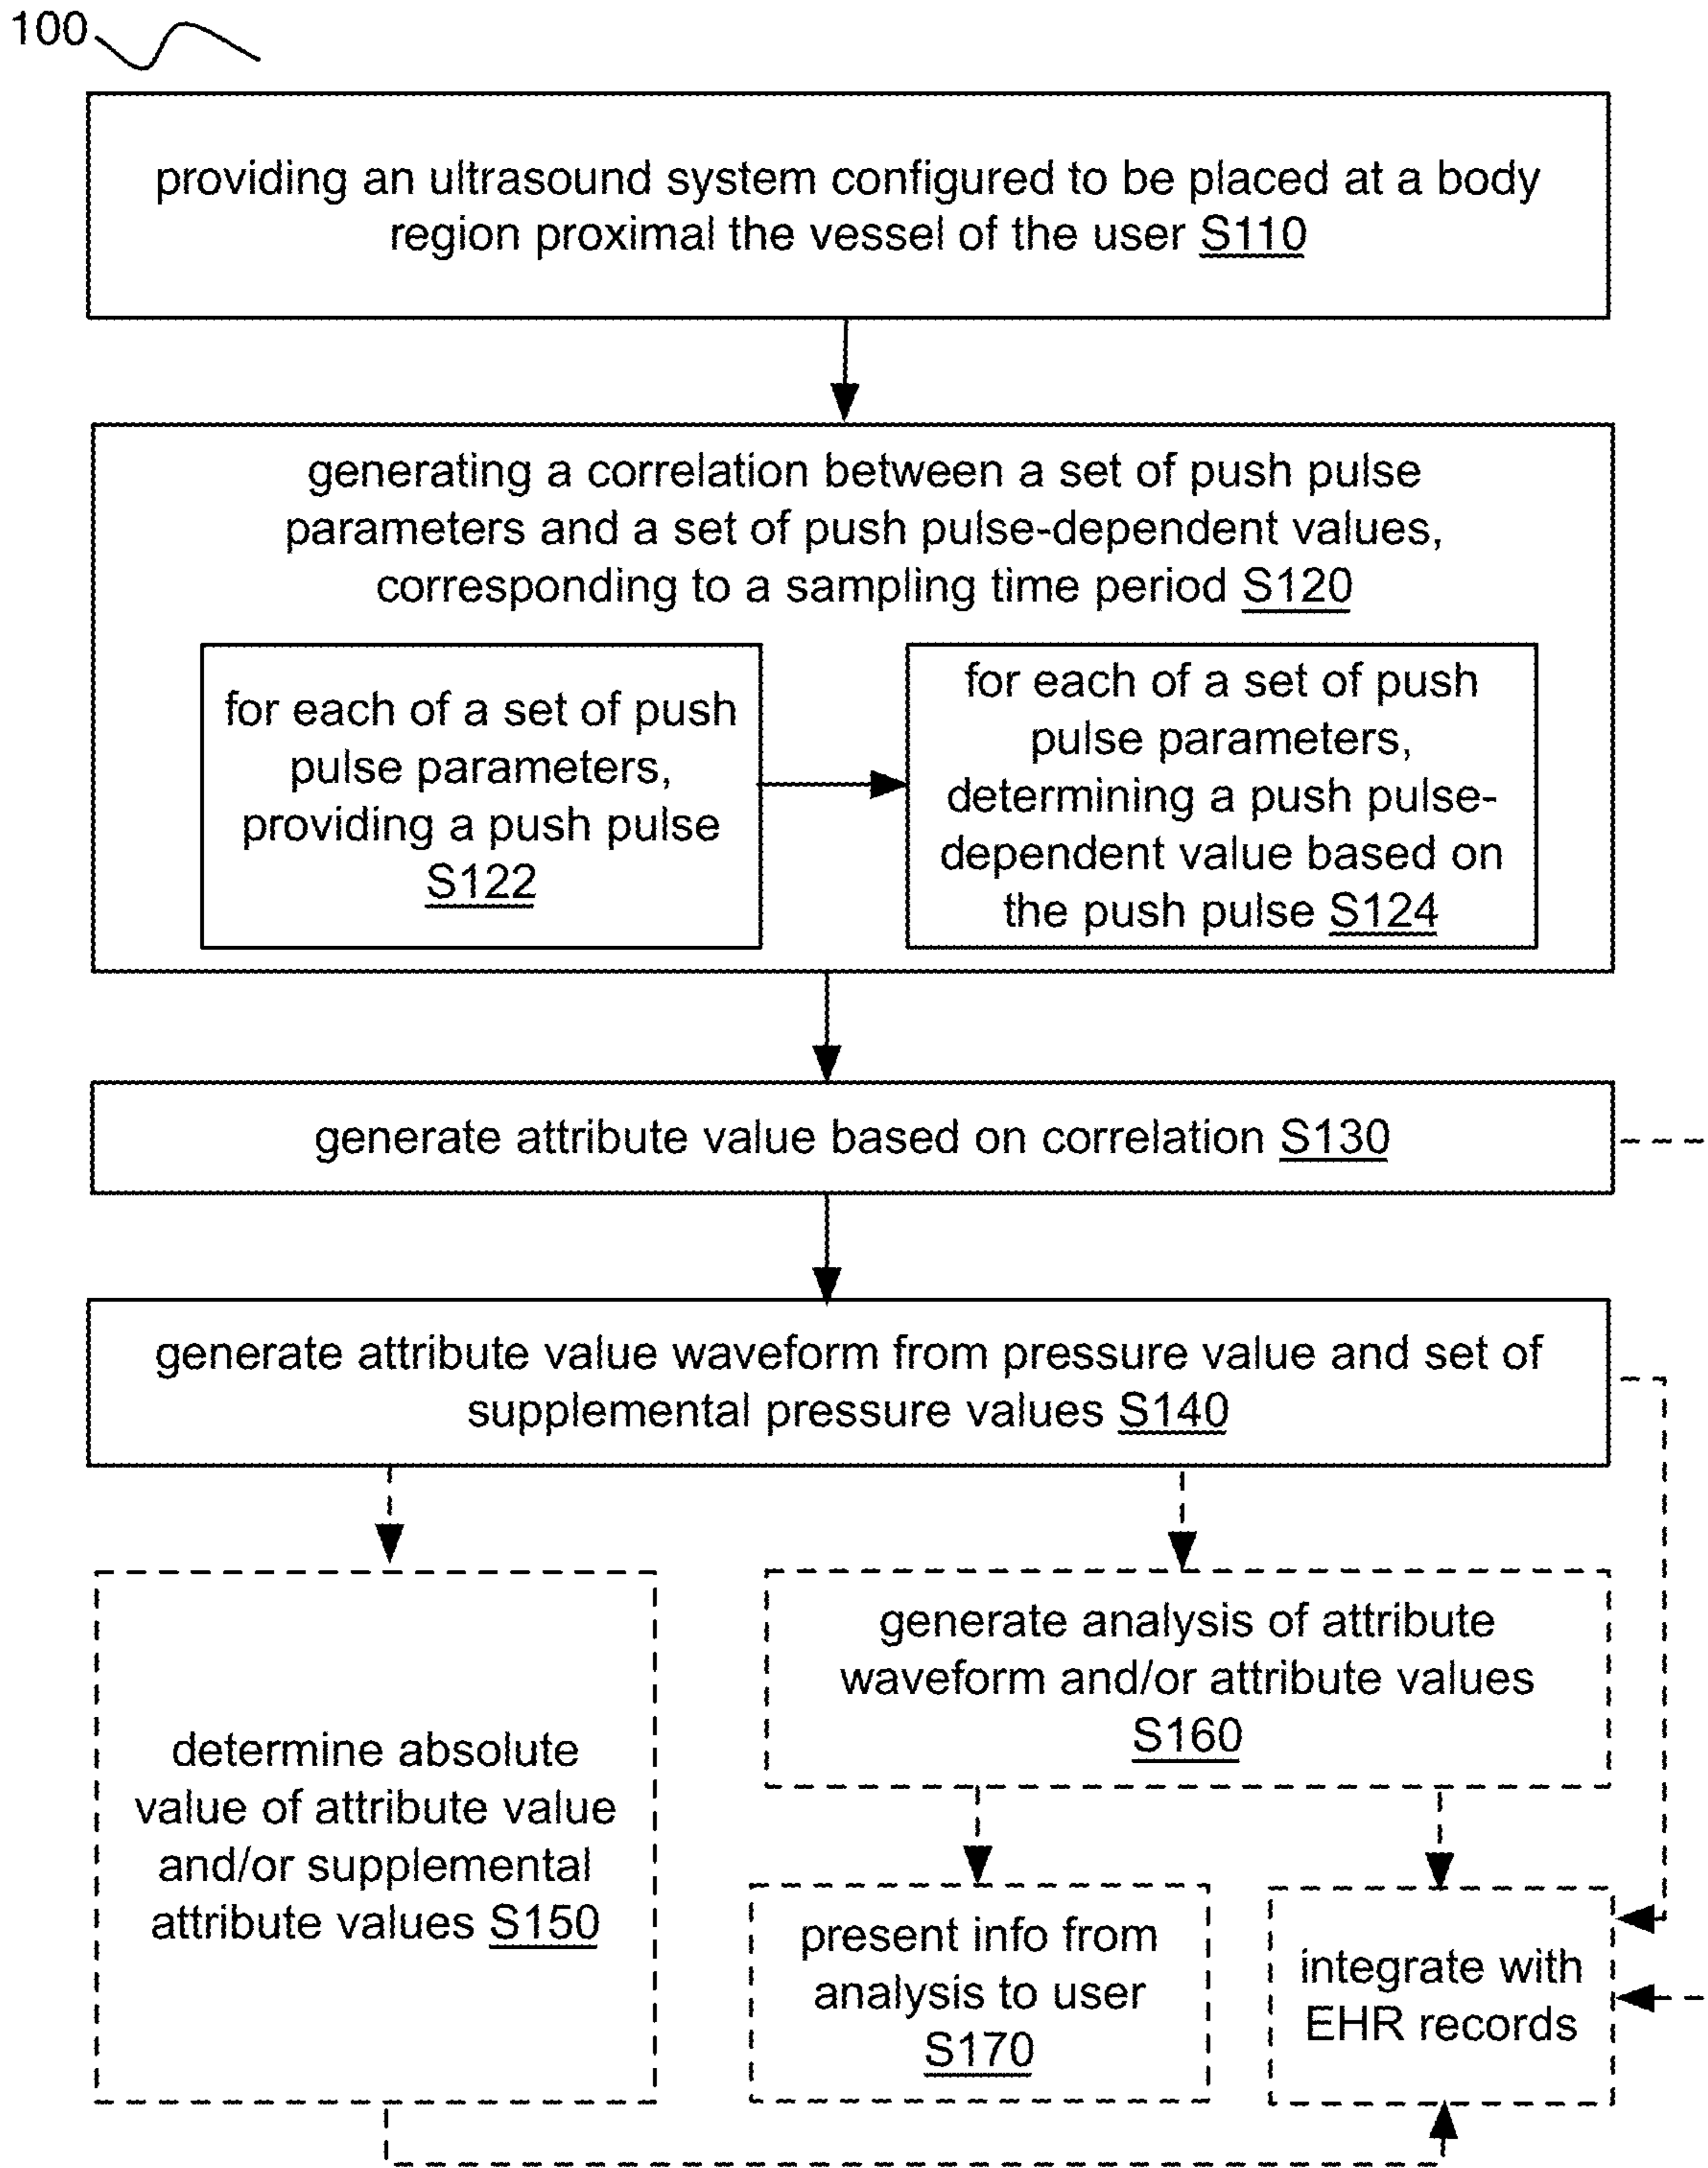 100
providing an ultrasound system configured to be placed at a body
region proximal the vessel of the user S110
generating a correlation between a set of push pulse
parameters and a set of push pulse-dependent values,
corresponding to a sampling time period S120
for each of a set of push
pulse parameters,
providing a push pulse
S122
for each of a set of push
pulse parameters,
determining a push pulse-
dependent value based on
the push pulse S124
generate attribute value based on correlation S130
generate attribute value waveform from pressure value and set of
supplemental pressure values S140
determine absolute
value of attribute value
and/or supplemental
attribute values S150
generate analysis of attribute
waveform and/or attribute values
S160
present info from
analysis to user
S170
integrate with
EHR records